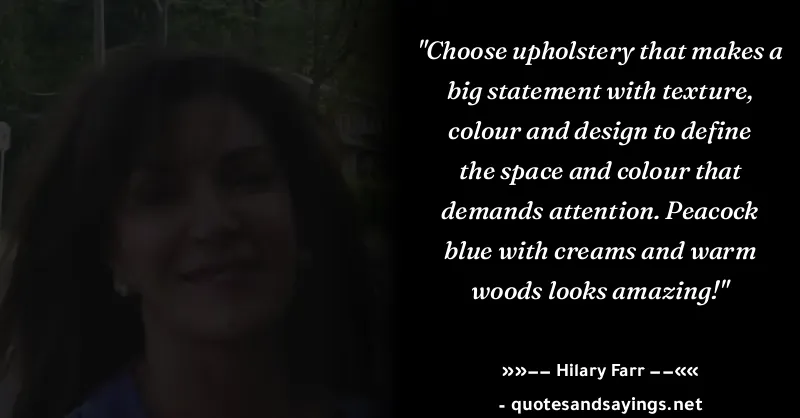 "Choose upholstery that makes a
big statement with texture,
colour and design to define
the space and colour that
demands attention. Peacock
blue with creams and warm
woods looks amazing!"
»»−− Hilary Farr −−««
- quotesandsayings.net